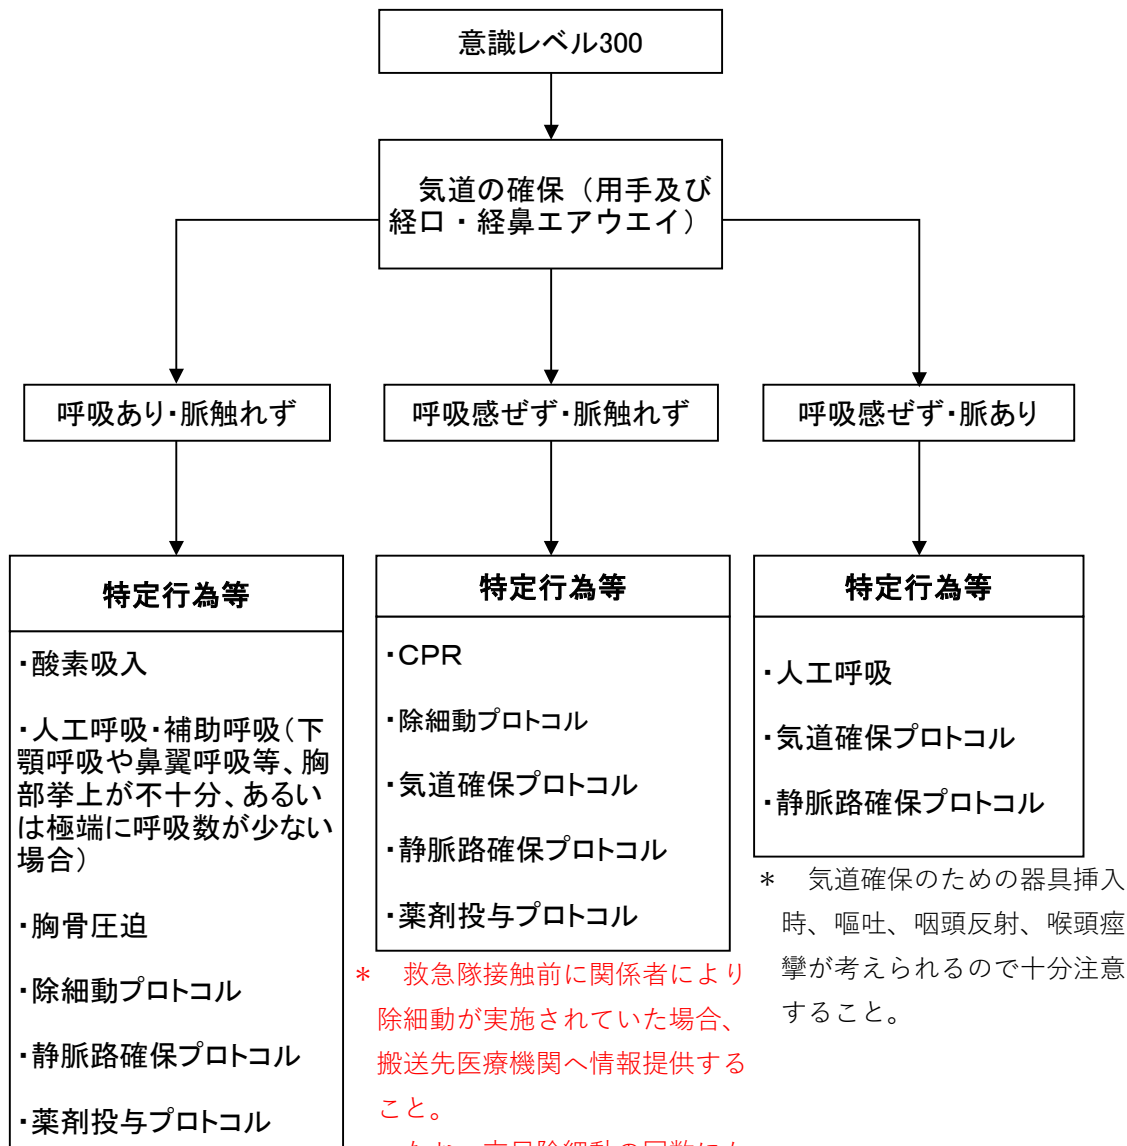 意識レベル300
気道の確保（用手及び
経口・経鼻エアウエイ）
呼吸あり・脈触れず
呼吸感ぜず・脈触れず
呼吸感ぜず・脈あり
特定行為等
・酸素吸入
・人工呼吸・補助呼吸（下
顎呼吸や鼻翼呼吸等、胸
部挙上が不十分、あるい
は極端に呼吸数が少ない
場合）
・胸骨圧迫
・除細動プロトコル
・静脈路確保プロトコル
・薬剤投与プロトコル
特定行為等
・ＣＰＲ
・除細動プロトコル
・気道確保プロトコル
・静脈路確保プロトコル
・薬剤投与プロトコル
＊　救急隊接触前に関係者により
除細動が実施されていた場合、
搬送先医療機関へ情報提供する
こと。
特定行為等
・人工呼吸
・気道確保プロトコル
・静脈路確保プロトコル
＊　気道確保のための器具挿入
時、嘔吐、咽頭反射、喉頭痙
攣が考えられるので十分注意
すること。